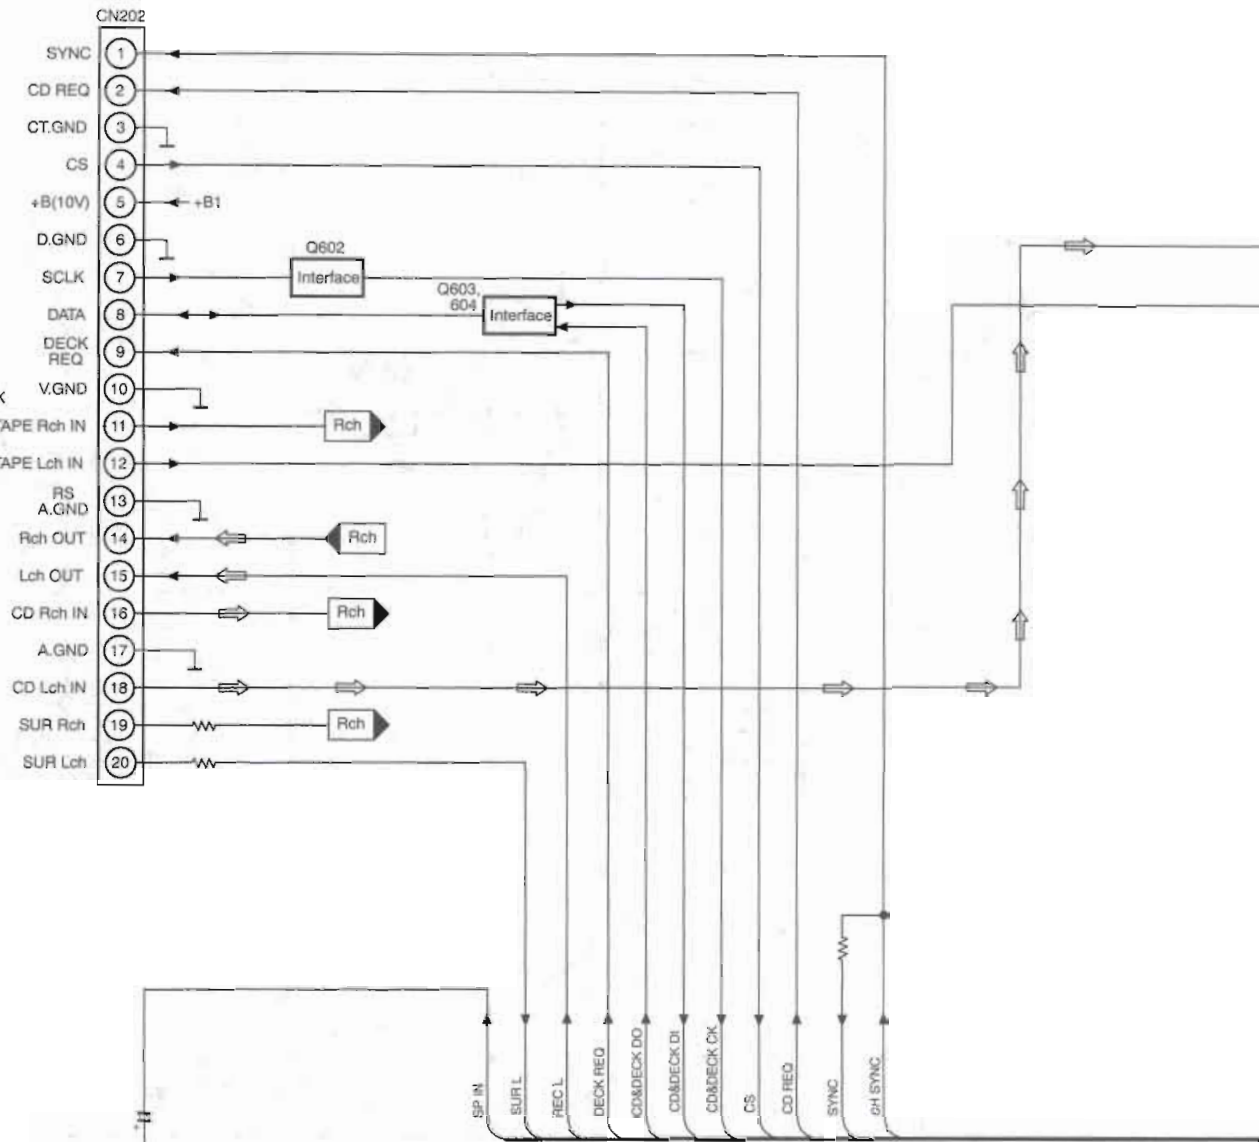 CN202
SYNC 1
CD REQ 2
CT.GND 3
CS 4
+B(10V) 5 +B1
D.GND 6
Q602
SCLK 7 Interface
Q603,
604
DATA 8 Interface
DECK
REQ 9
V.GND 10
K
TAPE Rch IN 11 Rch
TAPE Lch IN 12
RS
A.GND 13
Rch OUT 14 Rch
Lch OUT 15
CD Rch IN 16 Rch
A.GND 17
CD Lch IN 18
SUR Rch 19 Rch
SUR Lch 20
SP IN
SUR L
REC L
DECK REQ
CD&DECK DO
CD&DECK DI
CD&DECK CK
CS
CD REQ
SYNC
SYNC